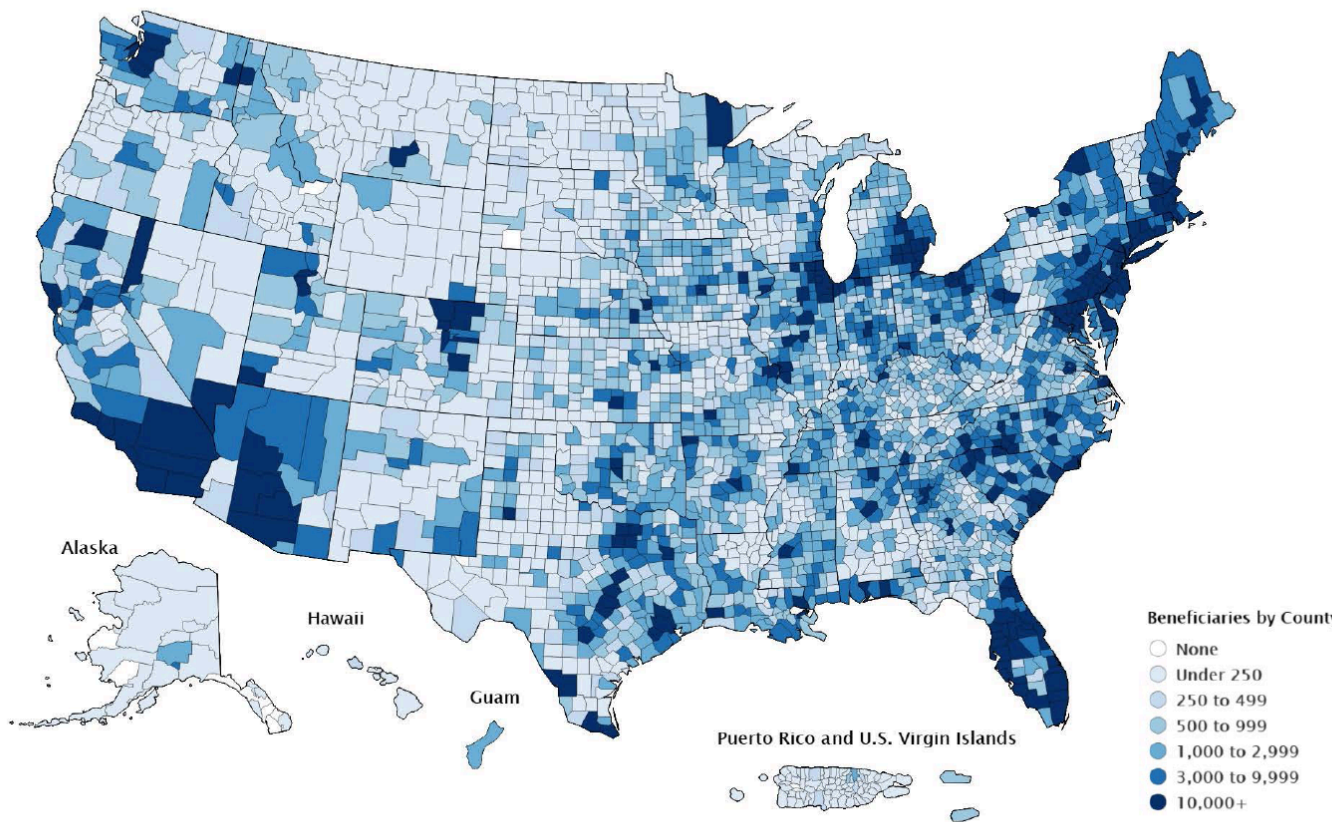 Alaska
Hawaii
Guam
Puerto Rico and U.S. Virgin Islands
Beneficiaries by County
None
Under 250
250 to 499
500 to 999
1,000 to 2,999
3,000 to 9,999
10,000+